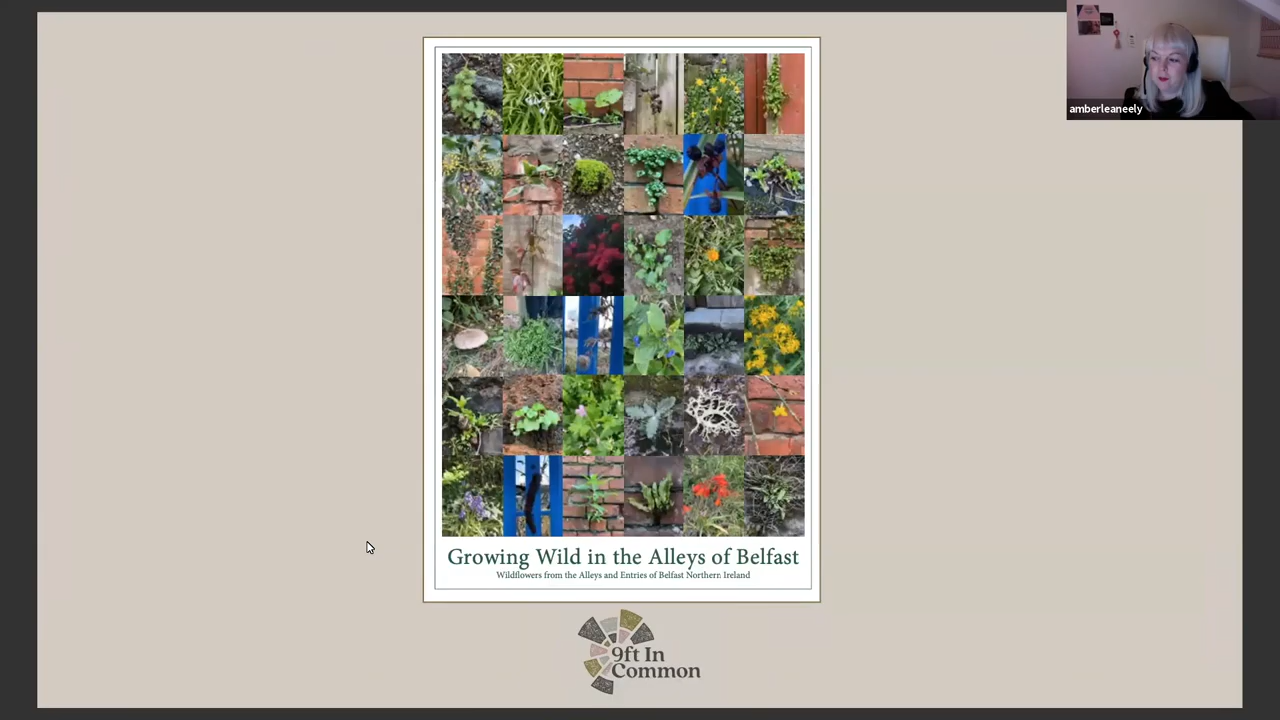 amberleaneely
Growing Wild in the Alleys of Belfast
Wildflowers from the Alleys and Entries of Belfast Northern Ireland
9ft In
Common